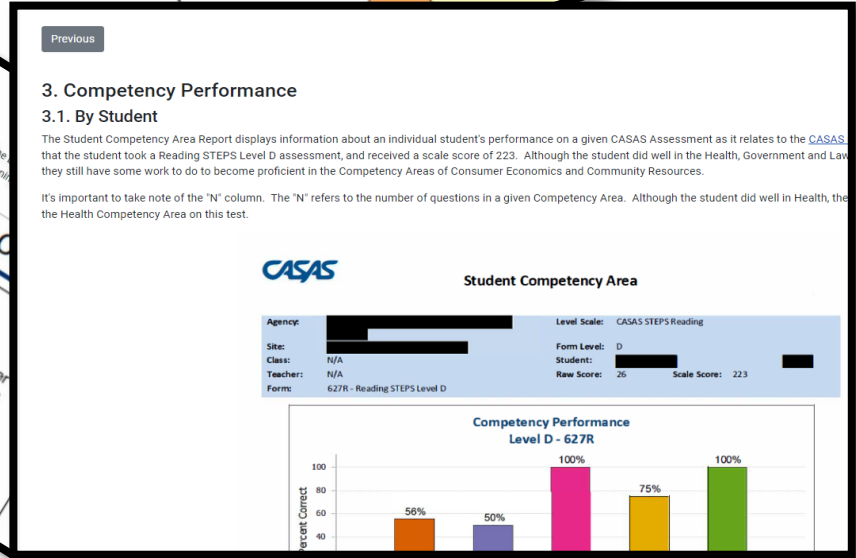 Previous
3. Competency Performance
3.1. By Student
The Student Competency Area Report displays information about an individual student's performance on a given CASAS Assessment as it relates to the CASAS
that the student took a Reading STEPS Level D assessment, and received a scale score of 223. Although the student did well in the Health, Government and Law
they still have some work to do to become proficient in the Competency Areas of Consumer Economics and Community Resources.
It's important to take note of the "N" column. The "N" refers to the number of questions in a given Competency Area. Although the student did well in Health, the
the Health Competency Area on this test.
CASAS
Student Competency Area
Agency: Level Scale: CASAS STEPS Reading
Site: Form Level: D
Class: N/A Student:
Teacher: N/A Raw Score: 26 Scale Score: 223
Form: 627R - Reading STEPS Level D
Competency Performance
Level D - 627R
100% 100%
100
75%
80
56% 50%
60
40
Percent Correct